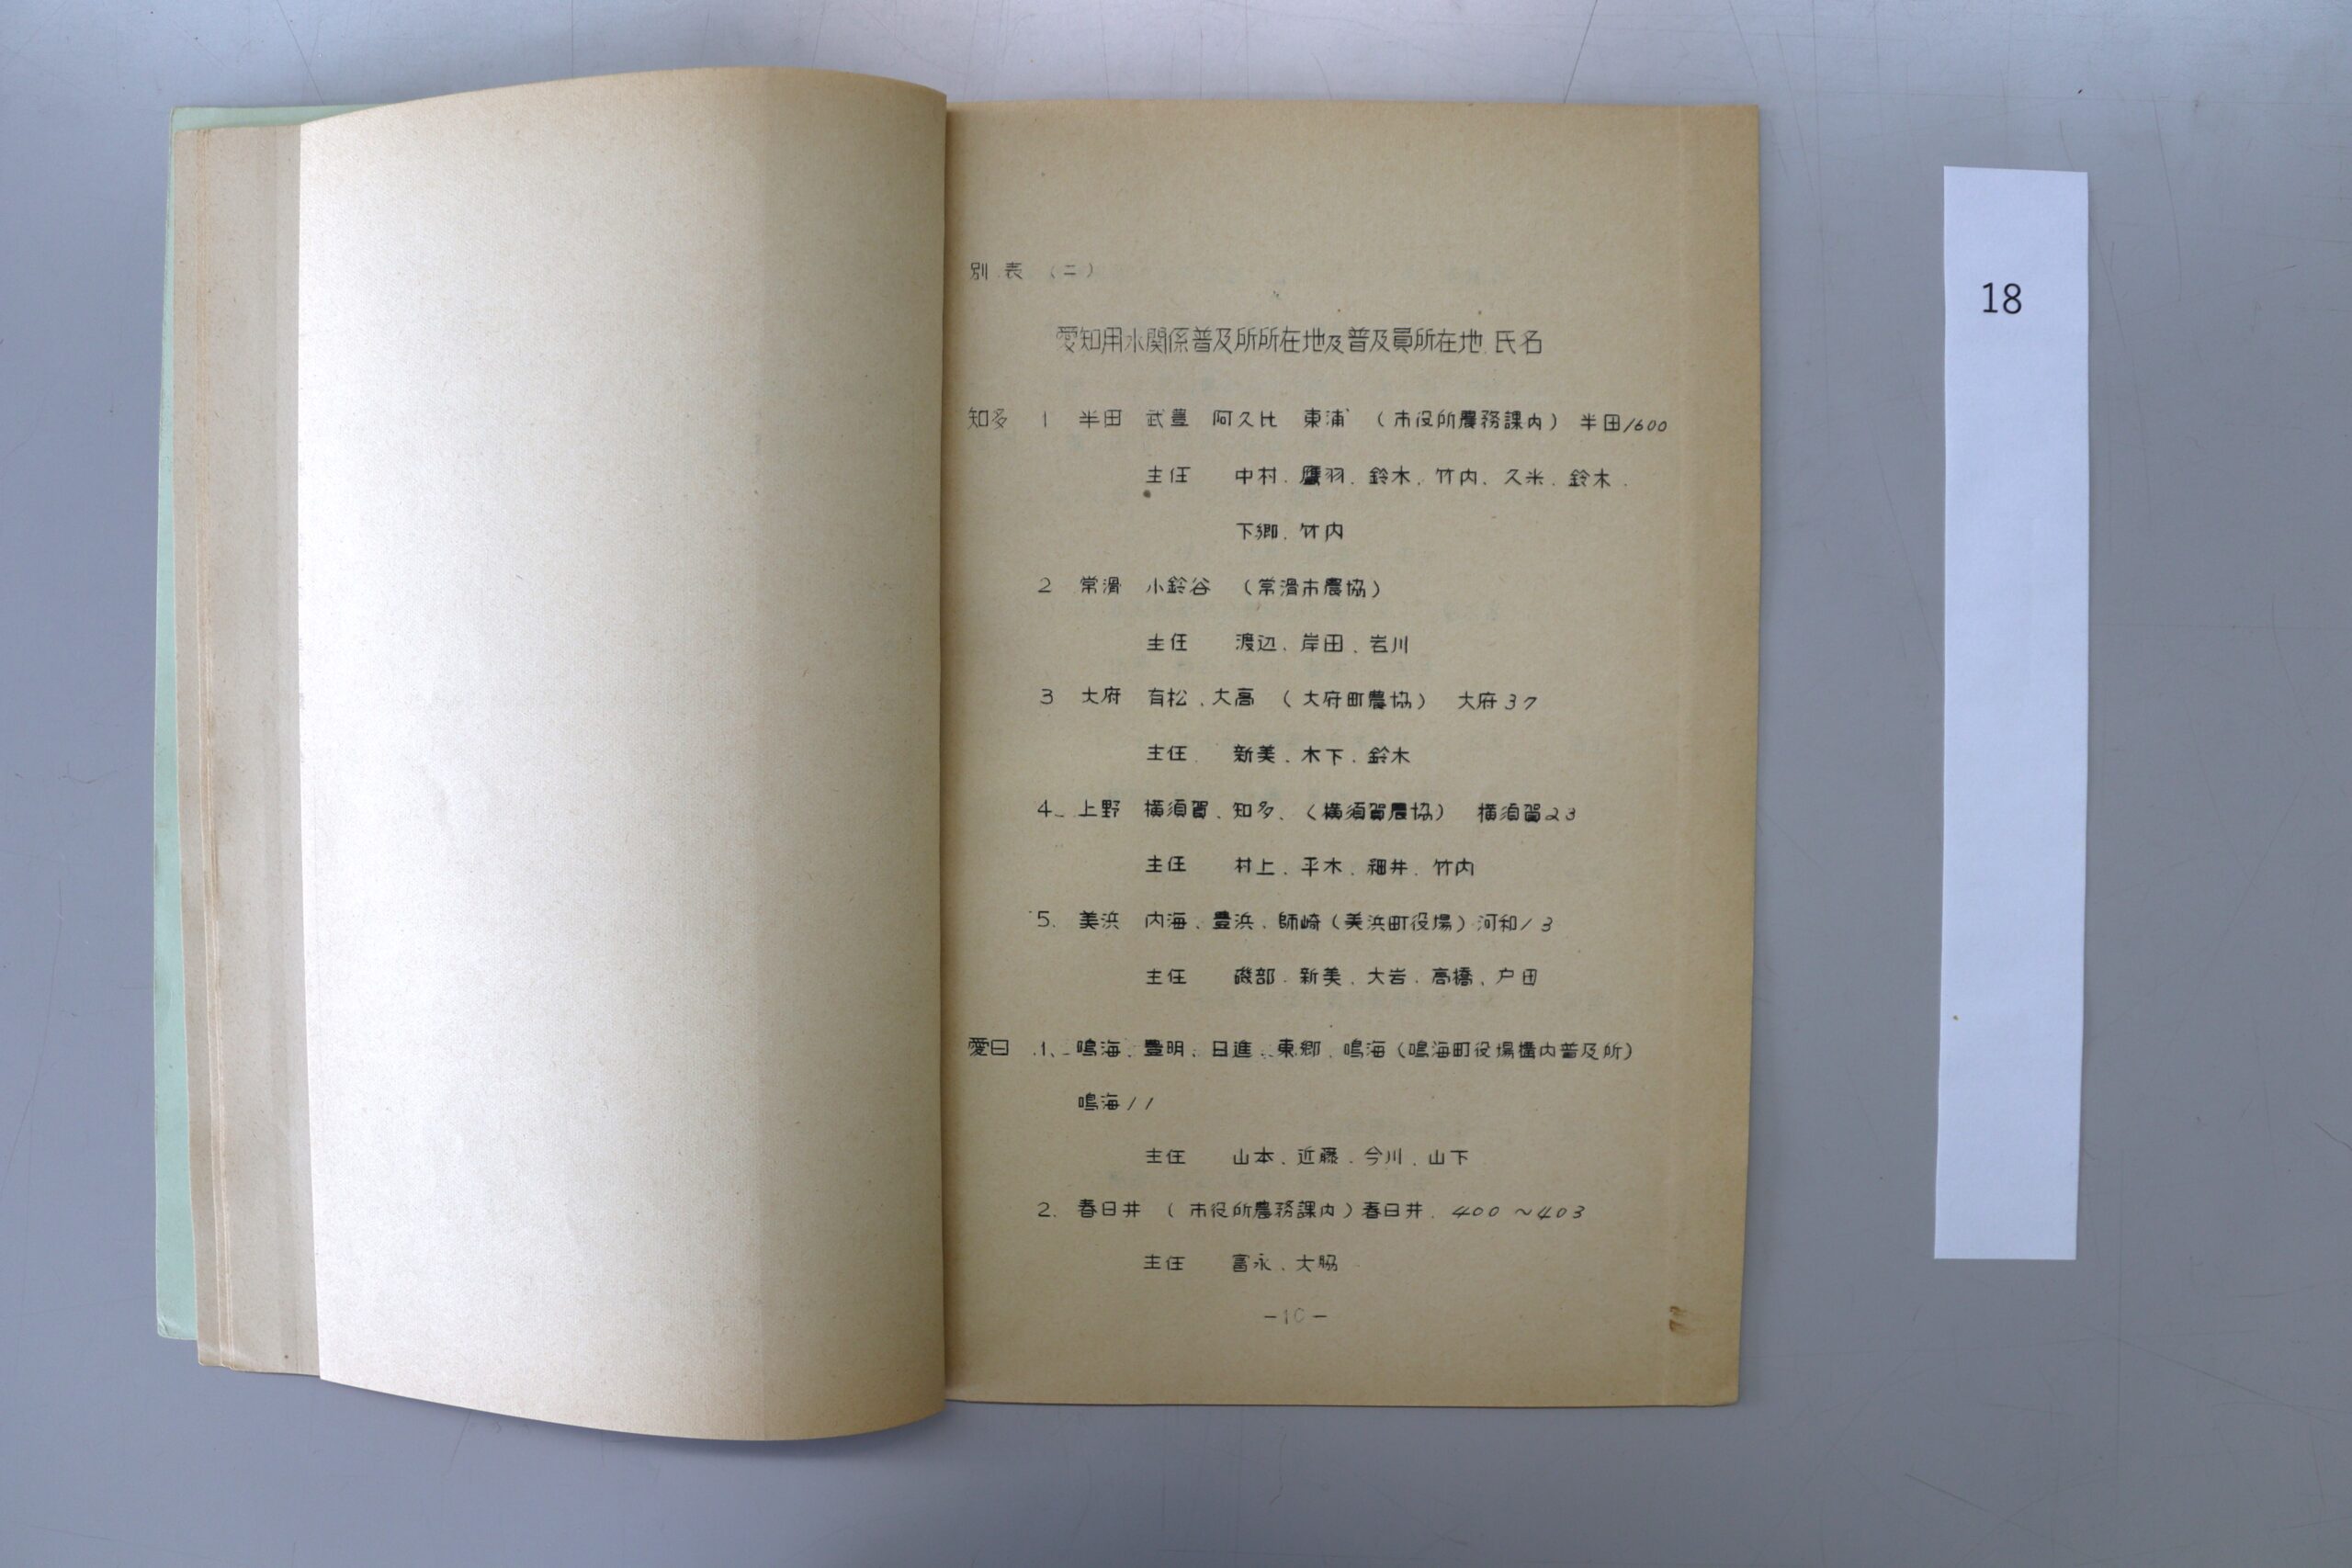 別表 (二)
愛知用水関係普及所所在地及普及員所在地.氏名
知多 1 半田 武豊 阿久比 東浦 (市役所農務課内) 半田1600
主任 中村.鷹羽.鈴木.竹内、久米.鈴木.
下郷.竹内
2 常滑 小鈴谷 (常滑市農協)
主任 渡辺、岸田.岩川
3 大府 有松、大高 (大府町農協) 大府37
主任. 新美.木下.鈴木
4 上野 横須賀、知多、(横須賀農協) 横須賀23
主任 村上.平木.細井.竹内
5. 美浜 内海、豊浜、師崎(美浜町役場)河和13
主任 磯部.新美.大岩.高橋、戸田
愛日 1、鳴海、豊明、日進、東郷、鳴海(鳴海町役場構内普及所)
鳴海11
主任 山本、近藤.今川.山下
2. 春日井 (市役所農務課内)春日井. 400~403
主任 富永、大脇
-10-
18